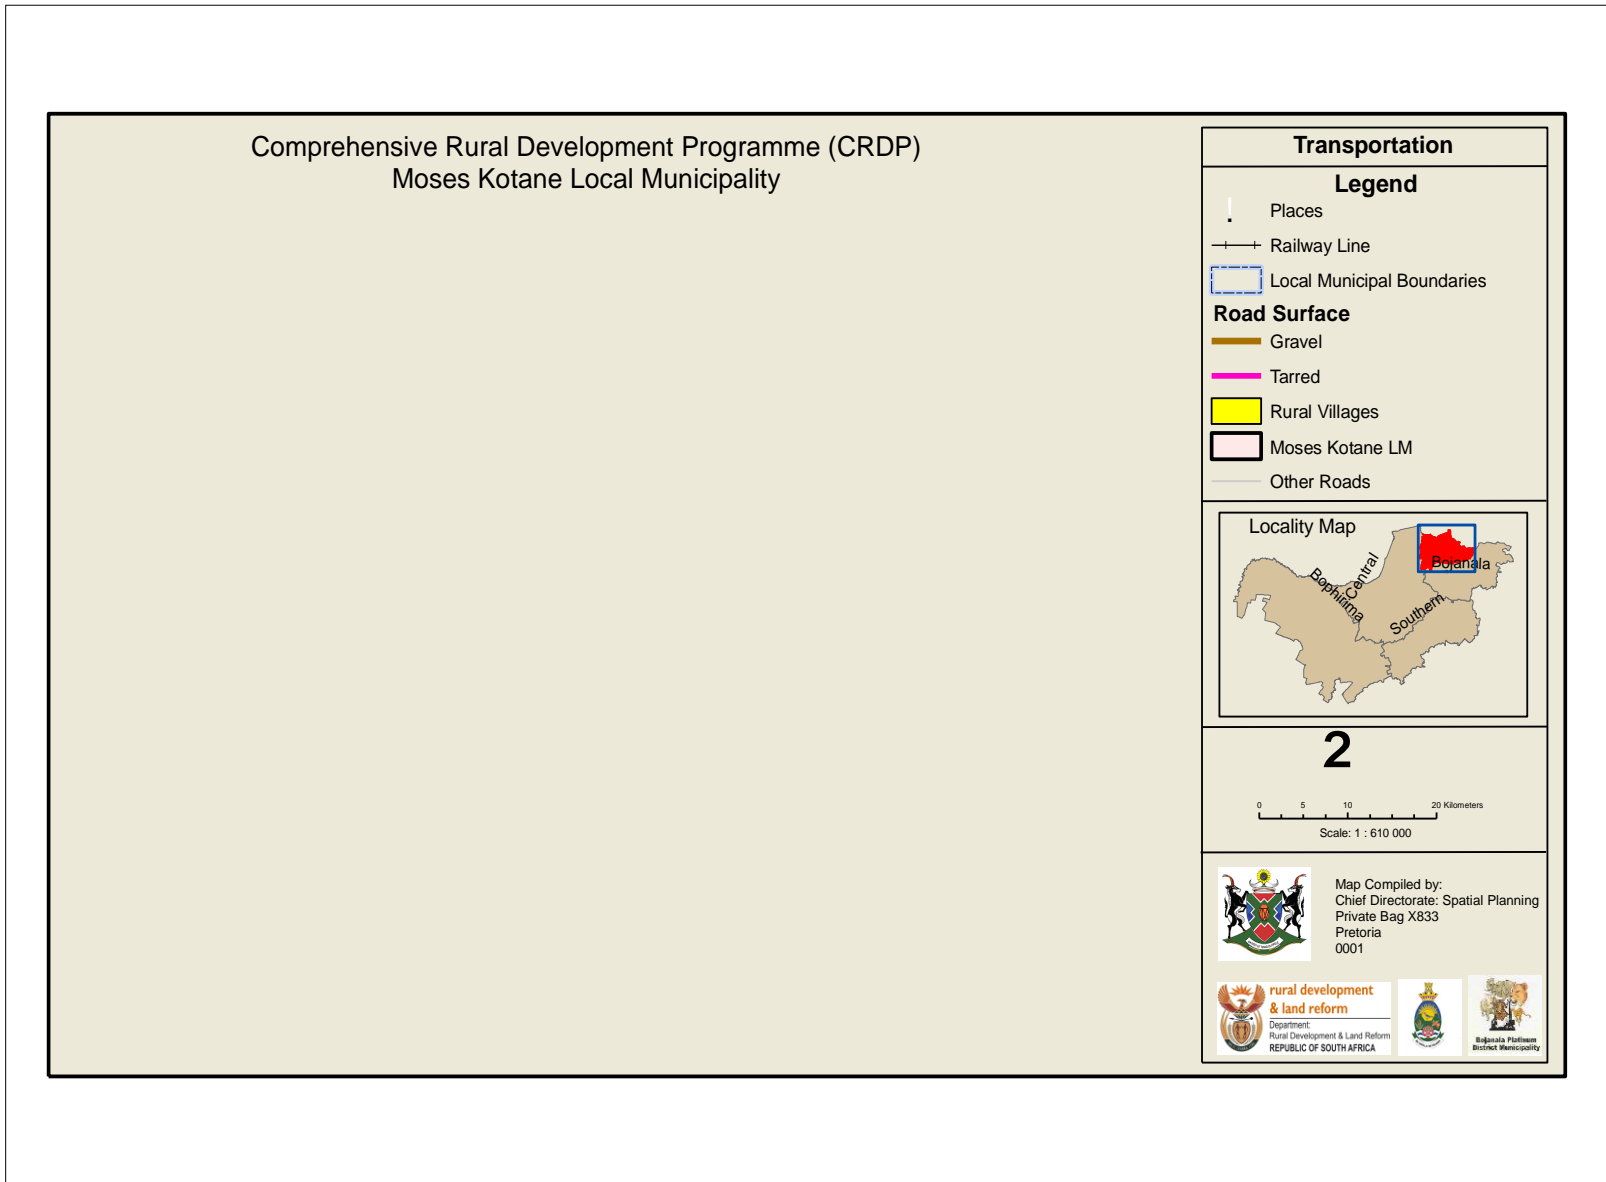 Comprehensive Rural Development Programme (CRDP)
Moses Kotane Local Municipality
Transportation
Legend
! Places
Railway Line
Local Municipal Boundaries
Road Surface
Gravel
Tarred
Rural Villages
Moses Kotane LM
Other Roads
Locality Map
Central
Bojanala
Bophirima
Southern
2
0 5 10 20 Kilometers
Scale: 1 : 610 000
Map Compiled by:
Chief Directorate: Spatial Planning
Private Bag X833
Pretoria
0001
rural development
& land reform
Department:
Rural Development & Land Reform
REPUBLIC OF SOUTH AFRICA
Bojanala Platinum
District Municipality